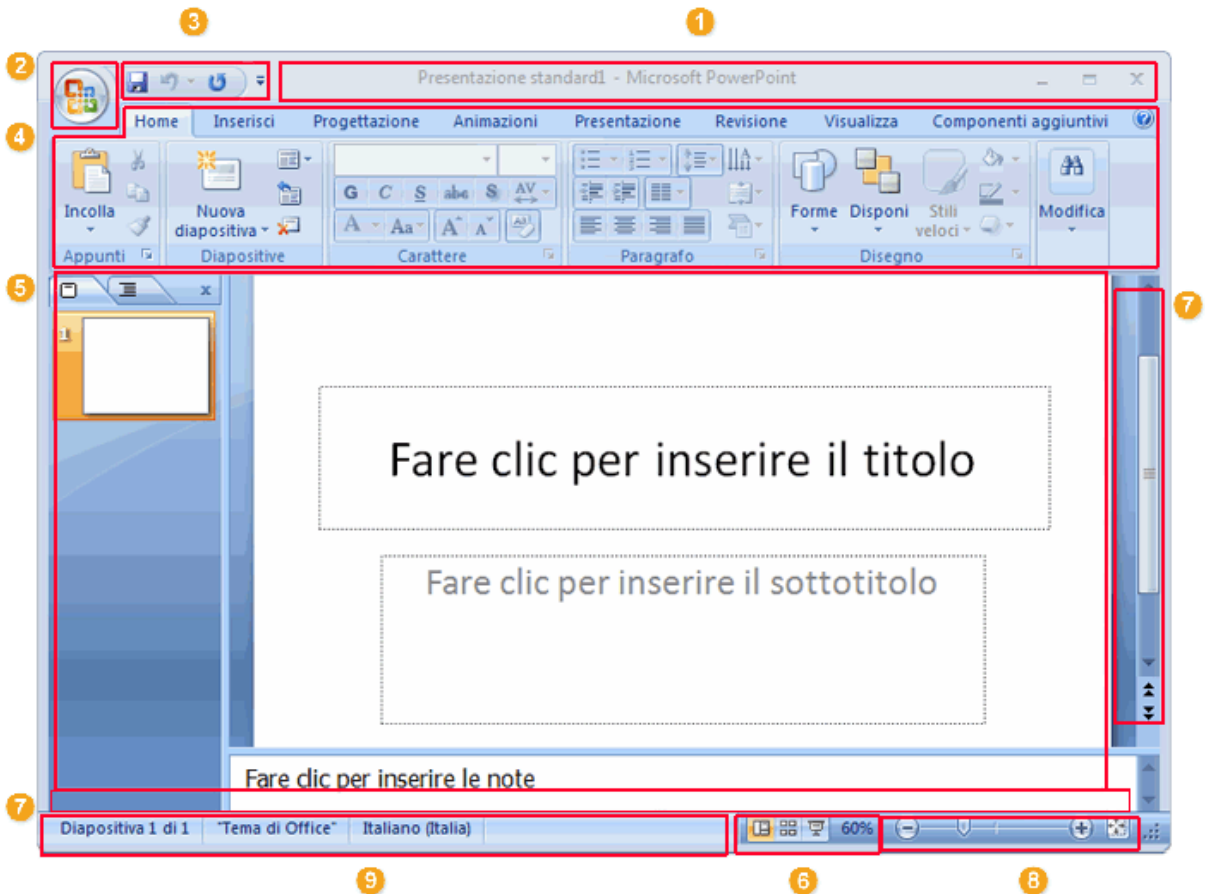 3 1
2
Presentazione standard1 - Microsoft PowerPoint
4
Home Inserisci Progettazione Animazioni Presentazione Revisione Visualizza Componenti aggiuntivi
G C S abc S AV
Incolla Nuova diapositiva Forme Disponi Stili veloci Modifica
A Aa A A
Appunti Diapositive Carattere Paragrafo Disegno
5
7
1
Fare clic per inserire il titolo
Fare clic per inserire il sottotitolo
Fare clic per inserire le note
7
Diapositiva 1 di 1 "Tema di Office" Italiano (Italia) 60%
9 6 8